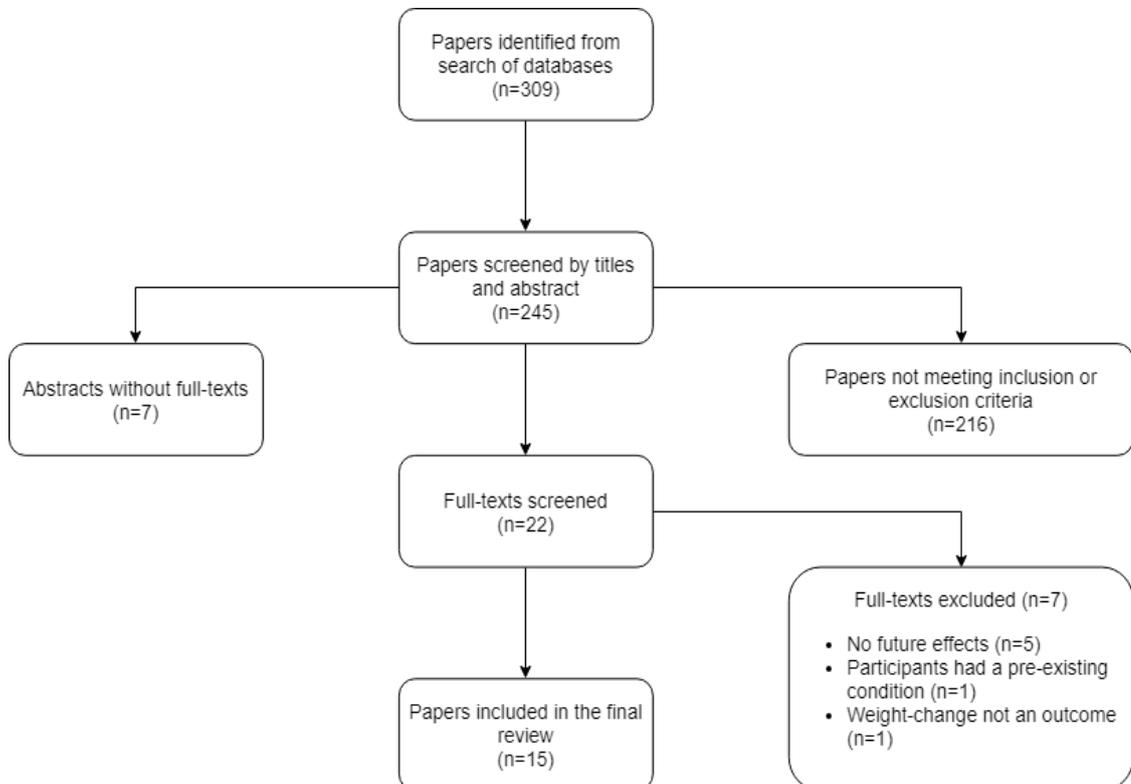 Papers identified from
search of databases
(n=309)
Papers screened by titles
and abstract
(n=245)
Abstracts without full-texts
(n=7)
Papers not meeting inclusion or
exclusion criteria
(n=216)
Full-texts screened
(n=22)
Full-texts excluded (n=7)
• No future effects (n=5)
• Participants had a pre-existing
condition (n=1)
• Weight-change not an outcome
(n=1)
Papers included in the final
review
(n=15)